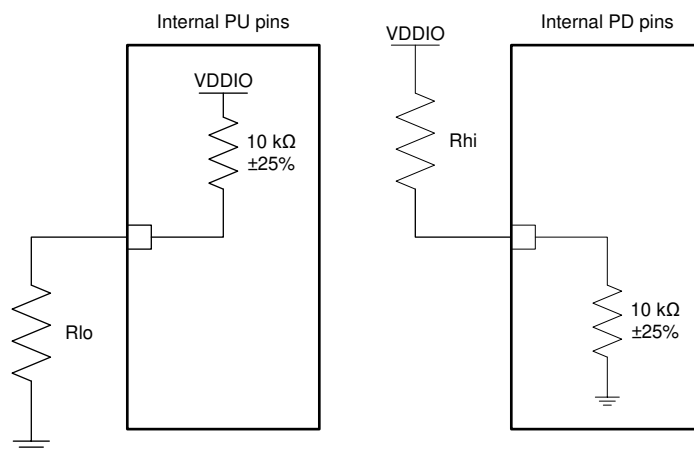 Internal PU pins
VDDIO
10 kΩ
±25%
Rlo
Internal PD pins
VDDIO
Rhi
10 kΩ
±25%